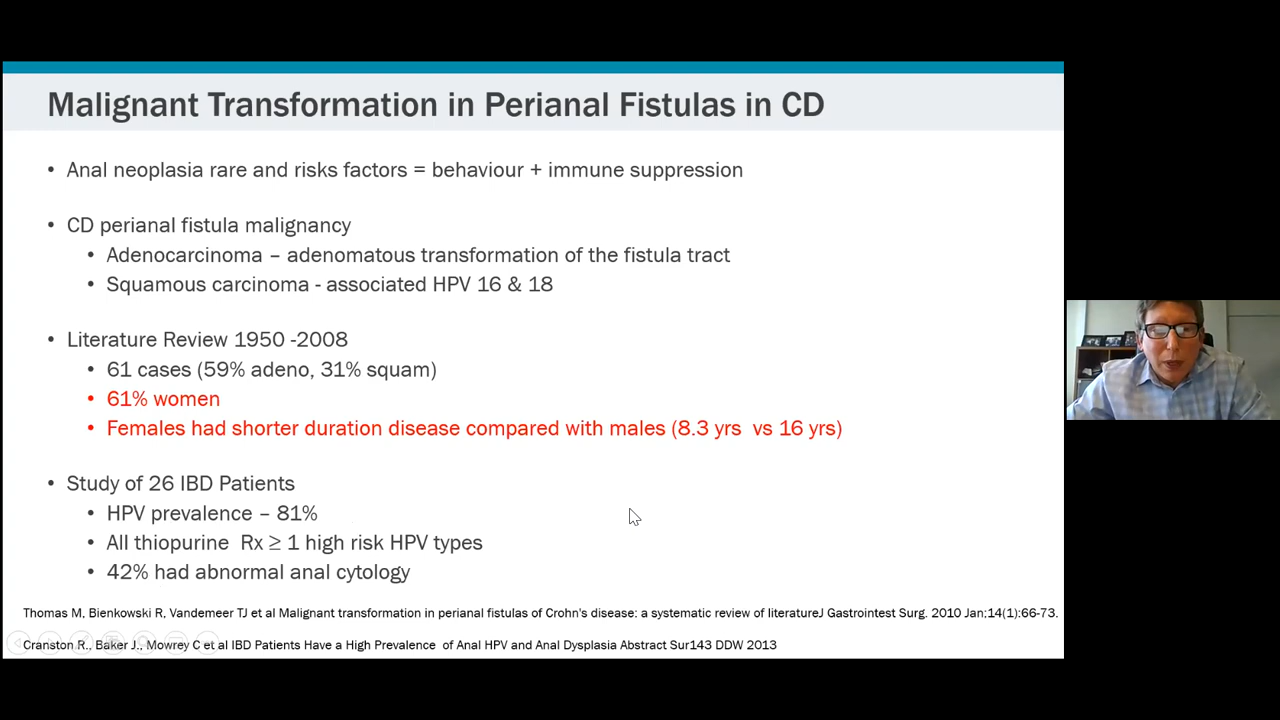 Malignant Transformation in Perianal Fistulas in CD
• Anal neoplasia rare and risks factors = behaviour + immune suppression
• CD perianal fistula malignancy
• Adenocarcinoma – adenomatous transformation of the fistula tract
• Squamous carcinoma - associated HPV 16 & 18
• Literature Review 1950 -2008
• 61 cases (59% adeno, 31% squam)
• 61% women
• Females had shorter duration disease compared with males (8.3 yrs vs 16 yrs)
• Study of 26 IBD Patients
• HPV prevalence – 81%
• All thiopurine Rx ≥ 1 high risk HPV types
• 42% had abnormal anal cytology
Thomas M, Bienkowski R, Vandemeer TJ et al Malignant transformation in perianal fistulas of Crohn's disease: a systematic review of literatureJ Gastrointest Surg. 2010 Jan;14(1):66-73.
Cranston R., Baker J., Mowrey C et al IBD Patients Have a High Prevalence of Anal HPV and Anal Dysplasia Abstract Sur143 DDW 2013